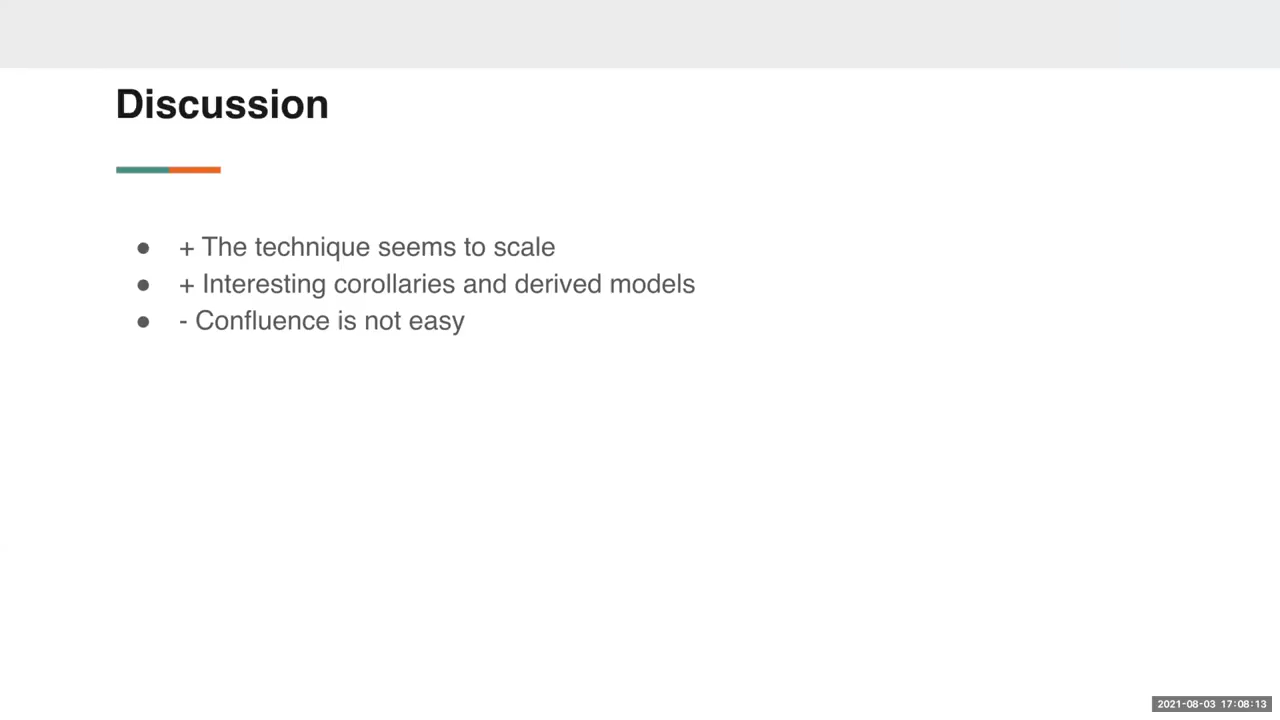 Discussion
● + The technique seems to scale
● + Interesting corollaries and derived models
● - Confluence is not easy
2021-08-03 17:08:13